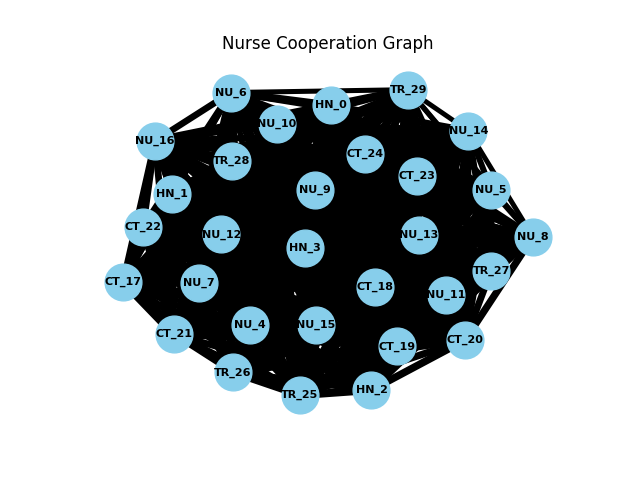 Nurse Cooperation Graph
NU_6
TR_29
HN_0
NU_10
NU_14
NU_16
CT_24
TR_28
CT_23
NU_9
NU_5
HN_1
CT_22
NU_12
NU_13
NU_8
HN_3
TR_27
CT_17
NU_7
CT_18
NU_11
NU_4
NU_15
CT_21
CT_20
CT_19
TR_26
HN_2
TR_25